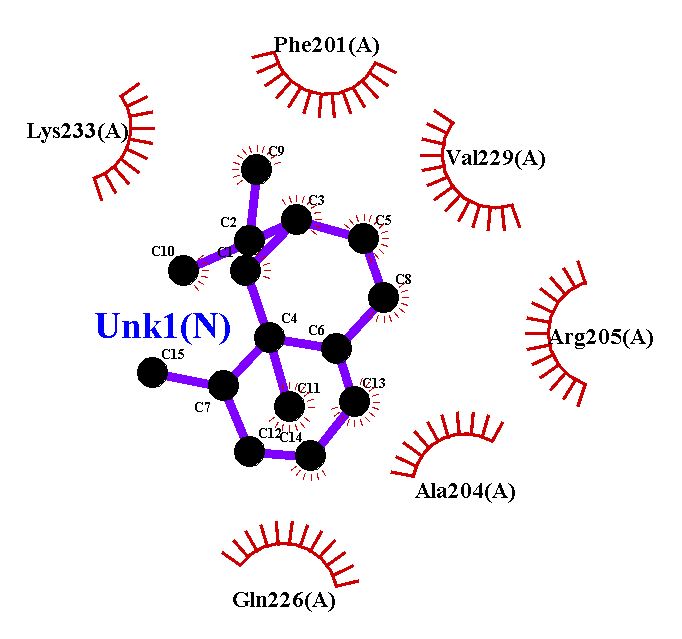 Phe201(A)
Lys233(A)
Val229(A)
C9
C3
C2
C5
C10
C1
C8
Unk1(N)
C4
C6
Arg205(A)
C15
C11
C13
C7
C12
C14
Ala204(A)
Gln226(A)